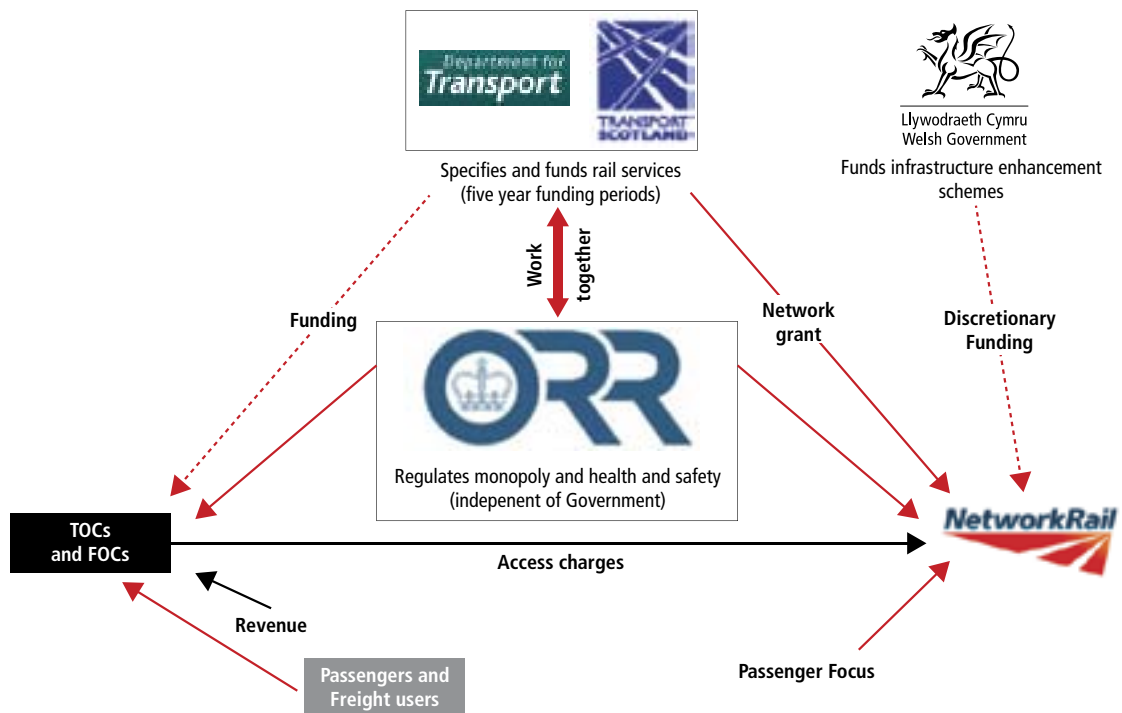 Department for
Transport
TRANSPORT
SCOTLAND
Llywodraeth Cymru
Welsh Government
Specifies and funds rail services
(five year funding periods)
Funds infrastructure enhancement
schemes
Work
together
Funding
Network
grant
Discretionary
Funding
ORR
Regulates monopoly and health and safety
(indepenent of Government)
TOCs
and FOCs
NetworkRail
Access charges
Revenue
Passengers and
Freight users
Passenger Focus